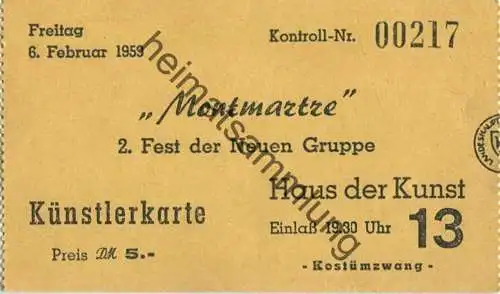 Freitag
6. Februar 1953
Kontroll-Nr. 00217
„Montmartre"
2. Fest der Neuen Gruppe
Künstlerkarte
Preis DM 5.-
Haus der Kunst
Einlaß 19.30 Uhr 13
- Kostümzwang -
heimatsammlung